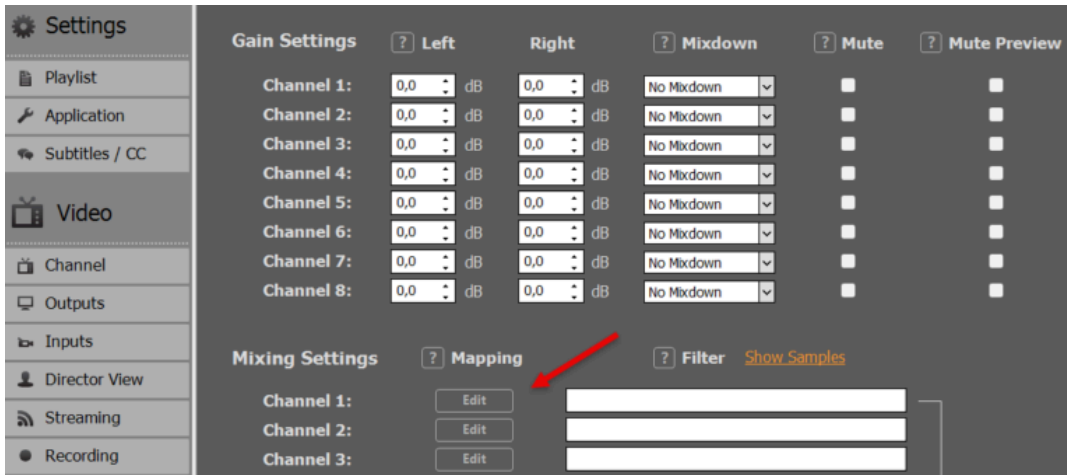 Settings
Playlist
Application
Subtitles / CC
Video
Channel
Outputs
Inputs
Director View
Streaming
Recording
Gain Settings ? Left Right ? Mixdown ? Mute ? Mute Preview
Channel 1: 0,0 dB 0,0 dB No Mixdown
Channel 2: 0,0 dB 0,0 dB No Mixdown
Channel 3: 0,0 dB 0,0 dB No Mixdown
Channel 4: 0,0 dB 0,0 dB No Mixdown
Channel 5: 0,0 dB 0,0 dB No Mixdown
Channel 6: 0,0 dB 0,0 dB No Mixdown
Channel 7: 0,0 dB 0,0 dB No Mixdown
Channel 8: 0,0 dB 0,0 dB No Mixdown
Mixing Settings ? Mapping ? Filter Show Samples
Channel 1: Edit
Channel 2: Edit
Channel 3: Edit